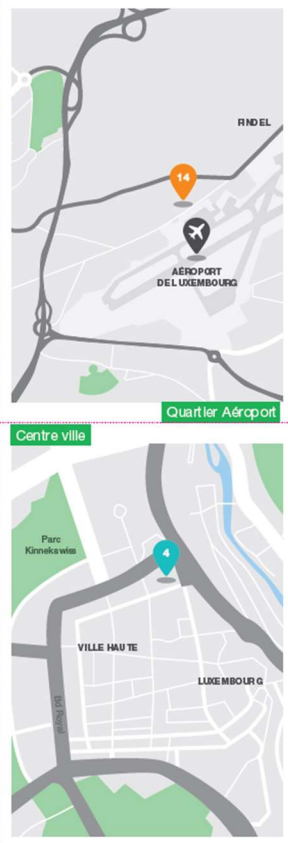 FINDEL
14
AÉROPORT
DE LUXEMBOURG
Quartier Aéroport
Centre ville
4
Parc
Kinnekswiss
VILLE HAUTE
LUXEMBOURG
Bd Royal